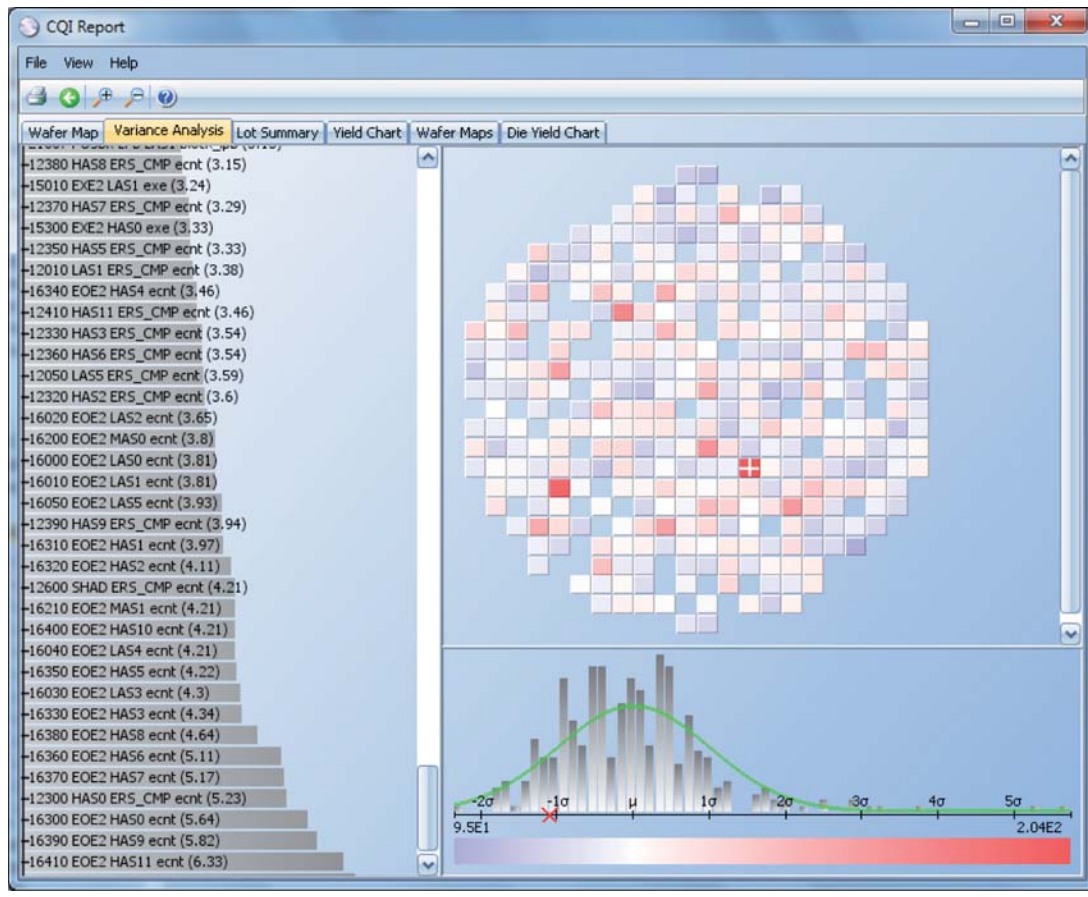 CQI Report
File View Help
Wafer Map Variance Analysis Lot Summary Yield Chart Wafer Maps Die Yield Chart
12380 HAS8 ERS_CMP ecnt (3.15)
15010 EXE2 LAS1 exe (3.24)
12370 HAS7 ERS_CMP ecnt (3.29)
15300 EXE2 HAS0 exe (3.33)
12350 HAS5 ERS_CMP ecnt (3.33)
12010 LAS1 ERS_CMP ecnt (3.38)
16340 EOE2 HAS4 ecnt (3.46)
12410 HAS11 ERS_CMP ecnt (3.46)
12330 HAS3 ERS_CMP ecnt (3.54)
12360 HAS6 ERS_CMP ecnt (3.54)
12050 LAS5 ERS_CMP ecnt (3.59)
12320 HAS2 ERS_CMP ecnt (3.6)
16020 EOE2 LAS2 ecnt (3.65)
16200 EOE2 MAS0 ecnt (3.8)
16000 EOE2 LAS0 ecnt (3.81)
16010 EOE2 LAS1 ecnt (3.81)
16050 EOE2 LAS5 ecnt (3.93)
12390 HAS9 ERS_CMP ecnt (3.94)
16310 EOE2 HAS1 ecnt (3.97)
16320 EOE2 HAS2 ecnt (4.11)
12600 SHAD ERS_CMP ecnt (4.21)
16210 EOE2 MAS1 ecnt (4.21)
16400 EOE2 HAS10 ecnt (4.21)
16040 EOE2 LAS4 ecnt (4.21)
16350 EOE2 HAS5 ecnt (4.22)
16030 EOE2 LAS3 ecnt (4.3)
16330 EOE2 HAS3 ecnt (4.34)
16380 EOE2 HAS8 ecnt (4.64)
16360 EOE2 HAS6 ecnt (5.11)
16370 EOE2 HAS7 ecnt (5.17)
12300 HAS0 ERS_CMP ecnt (5.23)
16300 EOE2 HAS0 ecnt (5.64)
16390 EOE2 HAS9 ecnt (5.82)
16410 EOE2 HAS11 ecnt (6.33)
-2σ -1σ μ 1σ 2σ 3σ 4σ 5σ
9.5E1 2.04E2